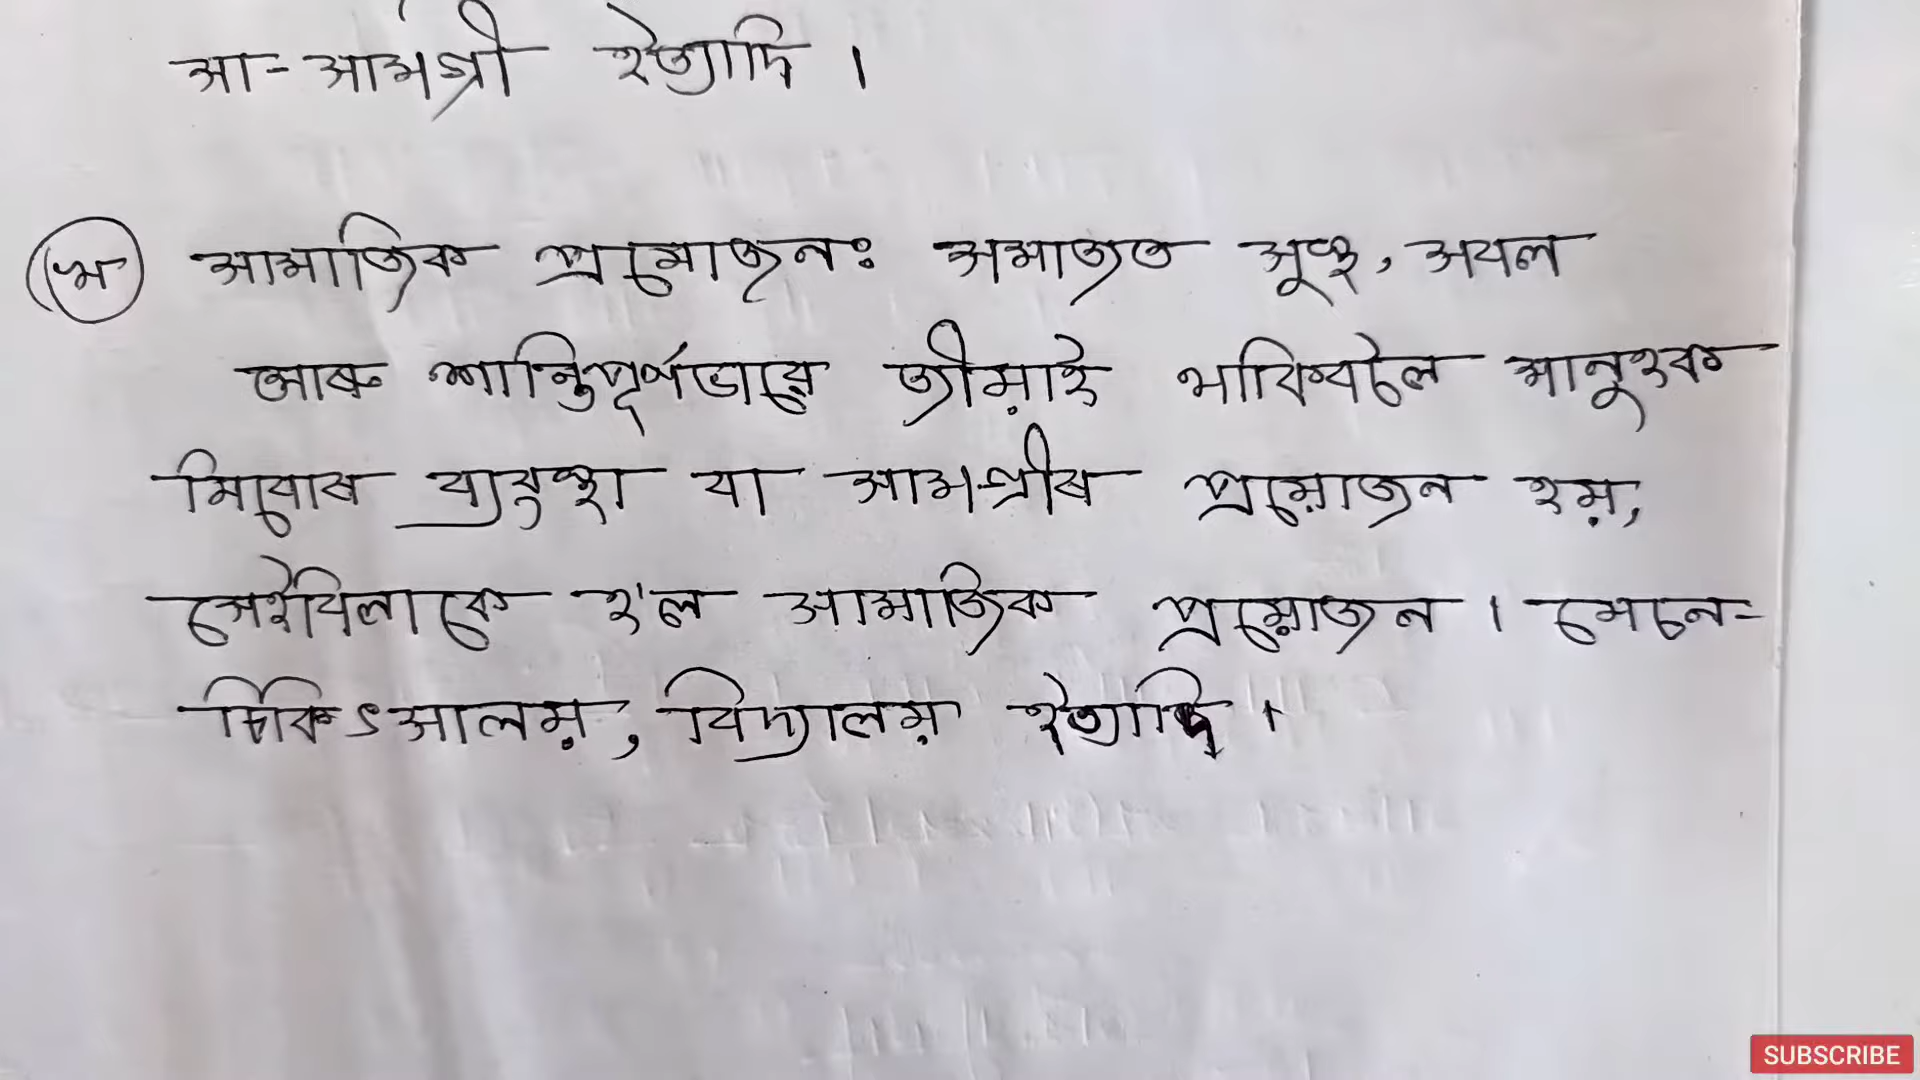 সা-সামগ্ৰী ইত্যাদি।
(গ) সামাজিক প্ৰয়োজনঃ সমাজত সুস্থ, সবল
আৰু শান্তিপূৰ্ণভাৱে জীয়াই থাকিবলৈ মানুহক
যিবোৰ ব্যৱস্থা বা সামগ্ৰীৰ প্ৰয়োজন হয়,
সেইবিলাকে হ'ল সামাজিক প্ৰয়োজন। যেনে-
চিকিৎসালয়, বিদ্যালয় ইত্যাদি।
SUBSCRIBE